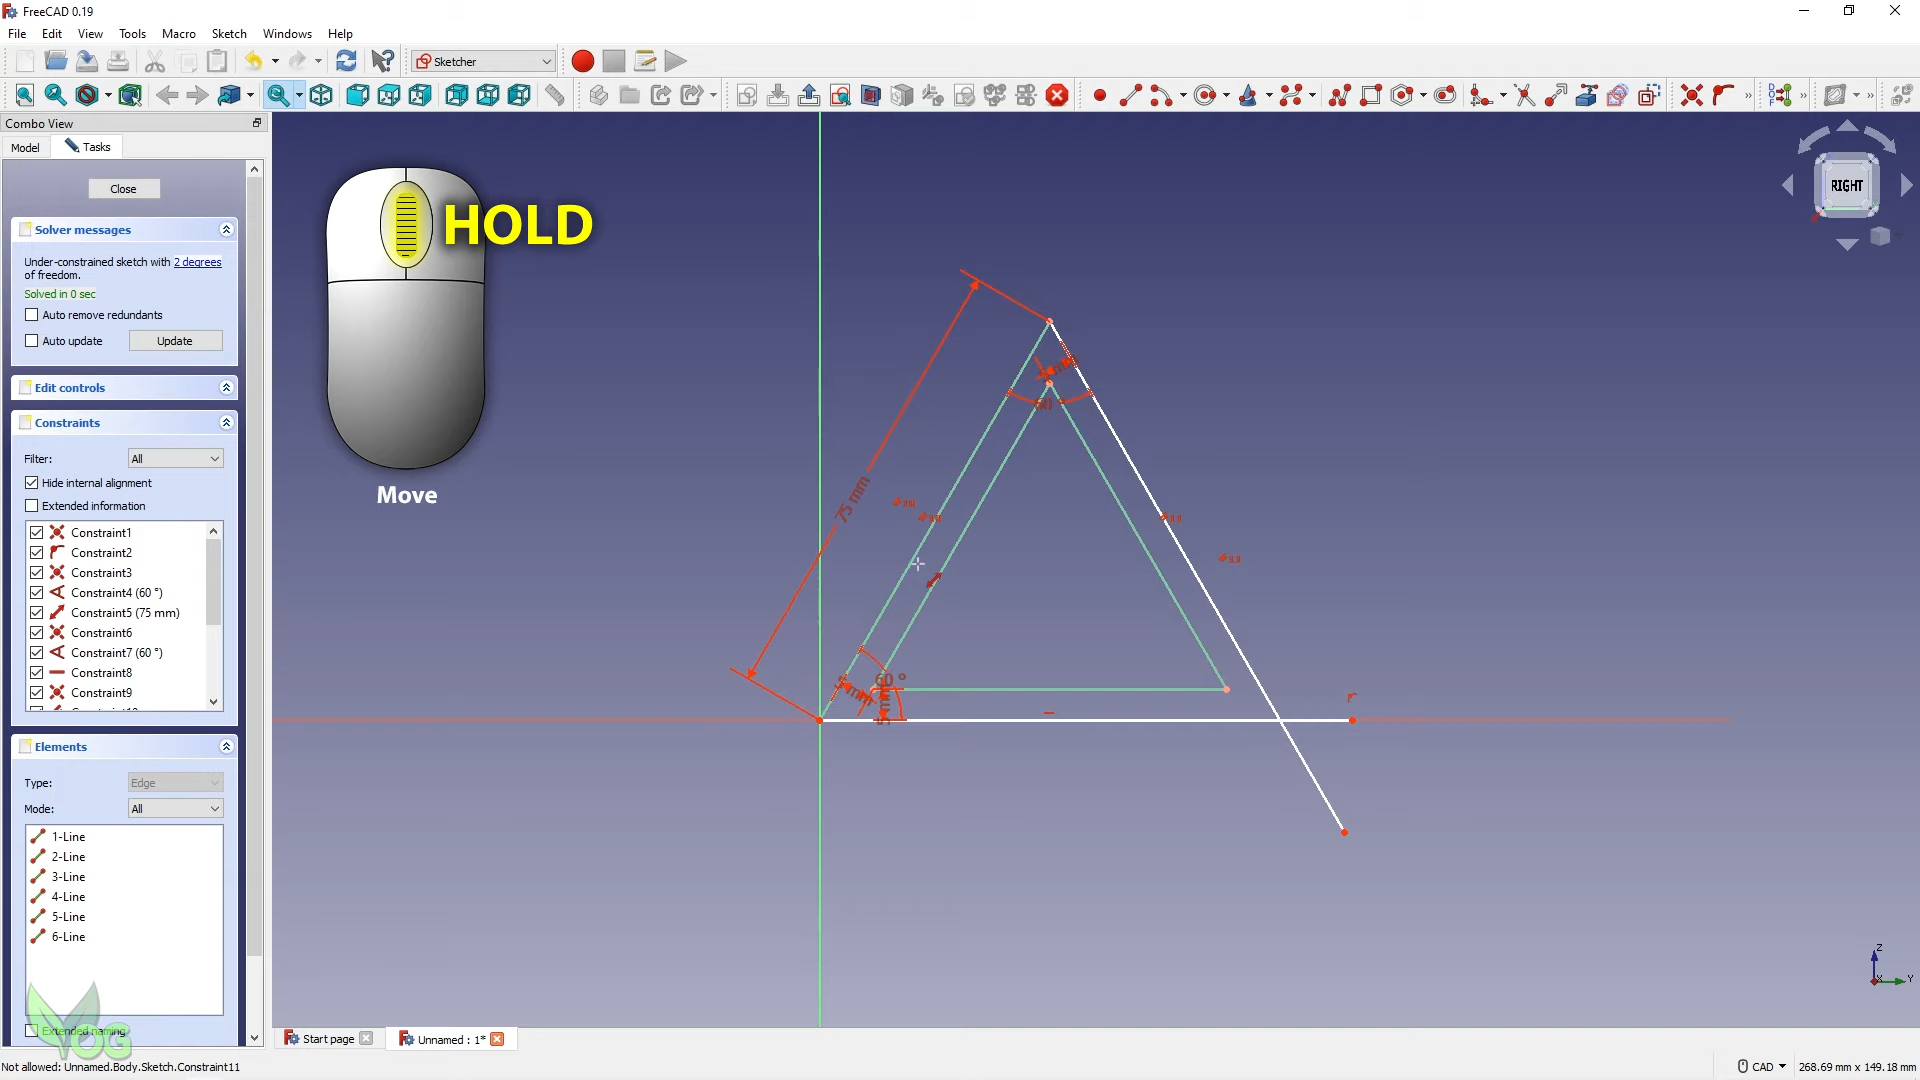 FreeCAD 0.19
File Edit View Tools Macro Sketch Windows Help
Sketcher
Combo View
Model Tasks
Close
Solver messages
Under-constrained sketch with 2 degrees
of freedom.
Solved in 0 sec
Auto remove redundants
Auto update Update
Edit controls
Constraints
Filter: All
Hide internal alignment
Extended information
Constraint1
Constraint2
Constraint3
Constraint4 (60 °)
Constraint5 (75 mm)
Constraint6
Constraint7 (60 °)
Constraint8
Constraint9
Elements
Type: Edge
Mode: All
1-Line
2-Line
3-Line
4-Line
5-Line
6-Line
Extended naming
YOG
HOLD
Move
75 mm
60 °
5 mm
RIGHT
Z
X
Y
Start page
Unnamed : 1*
Not allowed: Unnamed.Body.Sketch.Constraint11
CAD 268.69 mm x 149.18 mm